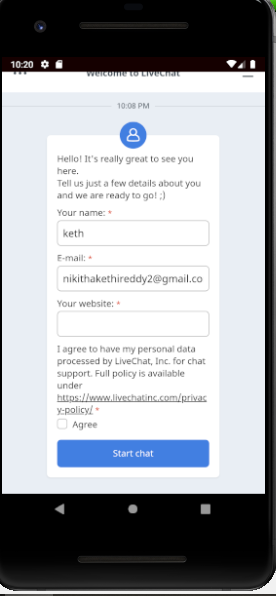 10:20
Welcome to LiveChat
10:08 PM
Hello! It's really great to see you
here.
Tell us just a few details about you
and we are ready to go! ;)
Your name: *
keth
E-mail: *
nikithakethireddy2@gmail.co
Your website: *
I agree to have my personal data
processed by LiveChat, Inc. for chat
support. Full policy is available
under
https://www.livechatinc.com/privac
y-policy/ *
Agree
Start chat